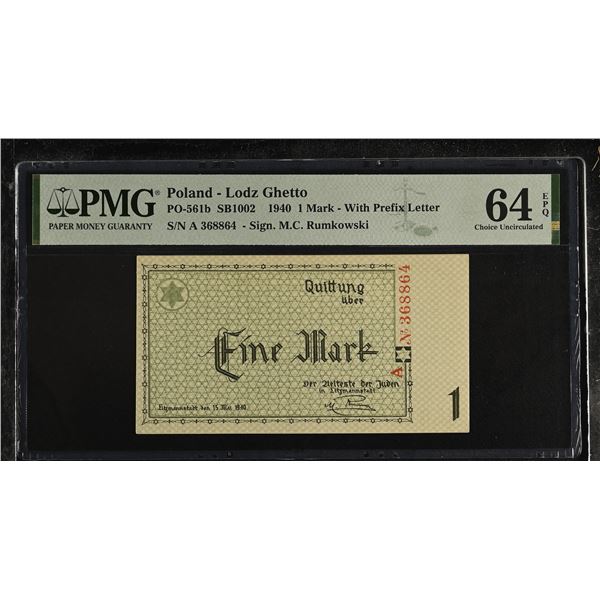 PMG®
PAPER MONEY GUARANTY
Poland - Lodz Ghetto
PO-561b SB1002 1940 1 Mark - With Prefix Letter
S/N A 368864 - Sign. M.C. Rumkowski
64 EPQ
Choice Uncirculated
Quittung
über
Eine Mark
Der Aelteste der Juden
in Litzmannstadt
Litzmannstadt, den 15. Mai 1940
A № 368864
1